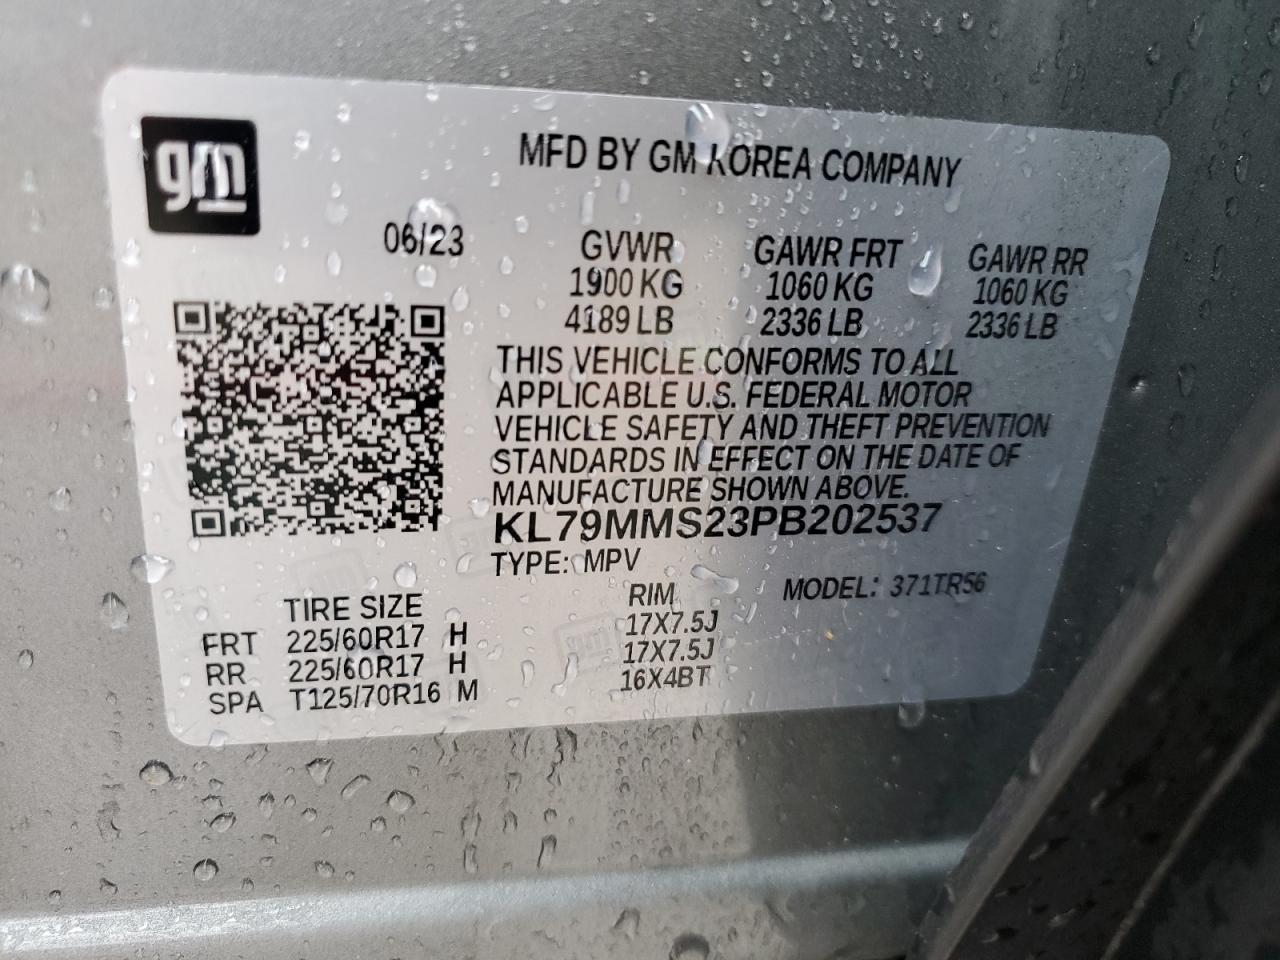 gm
MFD BY GM KOREA COMPANY
06/23 GVWR GAWR FRT GAWR RR
1900 KG 1060 KG 1060 KG
4189 LB 2336 LB 2336 LB
THIS VEHICLE CONFORMS TO ALL
APPLICABLE U.S. FEDERAL MOTOR
VEHICLE SAFETY AND THEFT PREVENTION
STANDARDS IN EFFECT ON THE DATE OF
MANUFACTURE SHOWN ABOVE.
KL79MMS23PB202537
TYPE: MPV
MODEL: 371TR56
TIRE SIZE RIM
FRT 225/60R17 H 17X7.5J
RR 225/60R17 H 17X7.5J
SPA T125/70R16 M 16X4BT